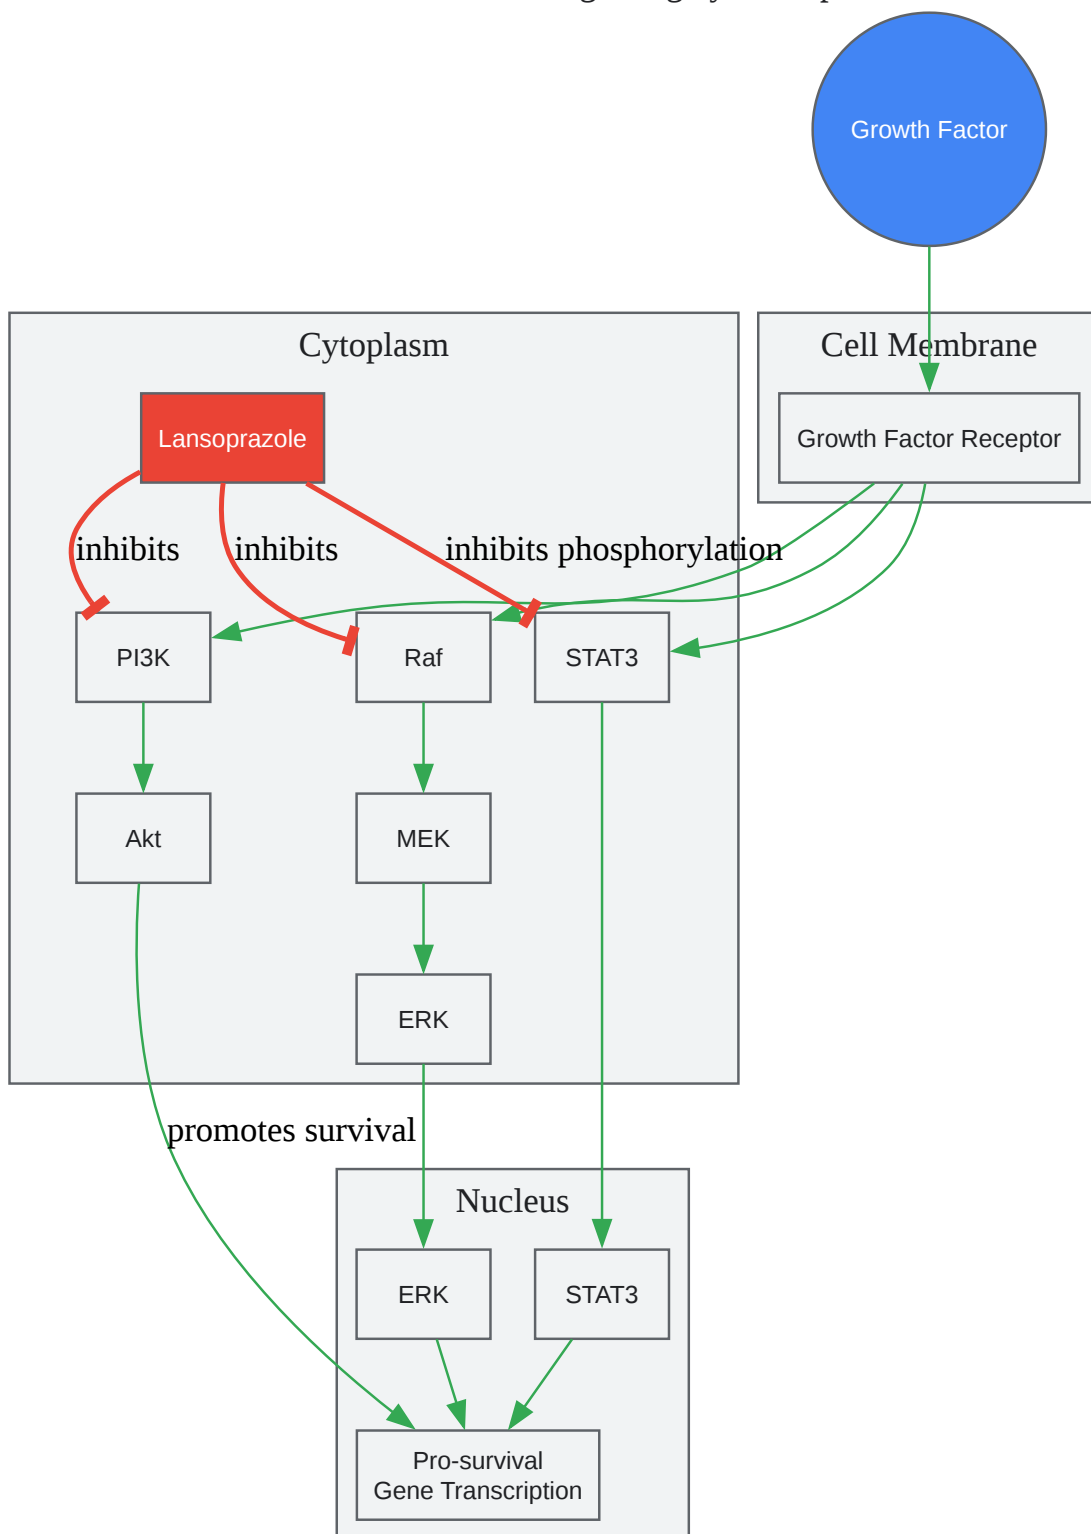 Growth Factor
Cytoplasm
Cell Membrane
Lansoprazole
Growth Factor Receptor
inhibits
inhibits
inhibits phosphorylation
PI3K
Raf
STAT3
Akt
MEK
ERK
promotes survival
Nucleus
ERK
STAT3
Pro-survival
Gene Transcription